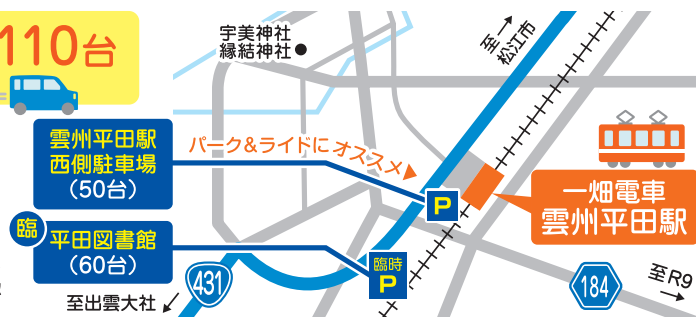 110台
宇美神社
縁結神社
至
松江市
雲州平田駅
西側駐車場
(50台)
パーク&ライドにオススメ
P
一畑電車
雲州平田駅
臨
平田図書館
(60台)
臨時
P
431
184
至R9
至出雲大社